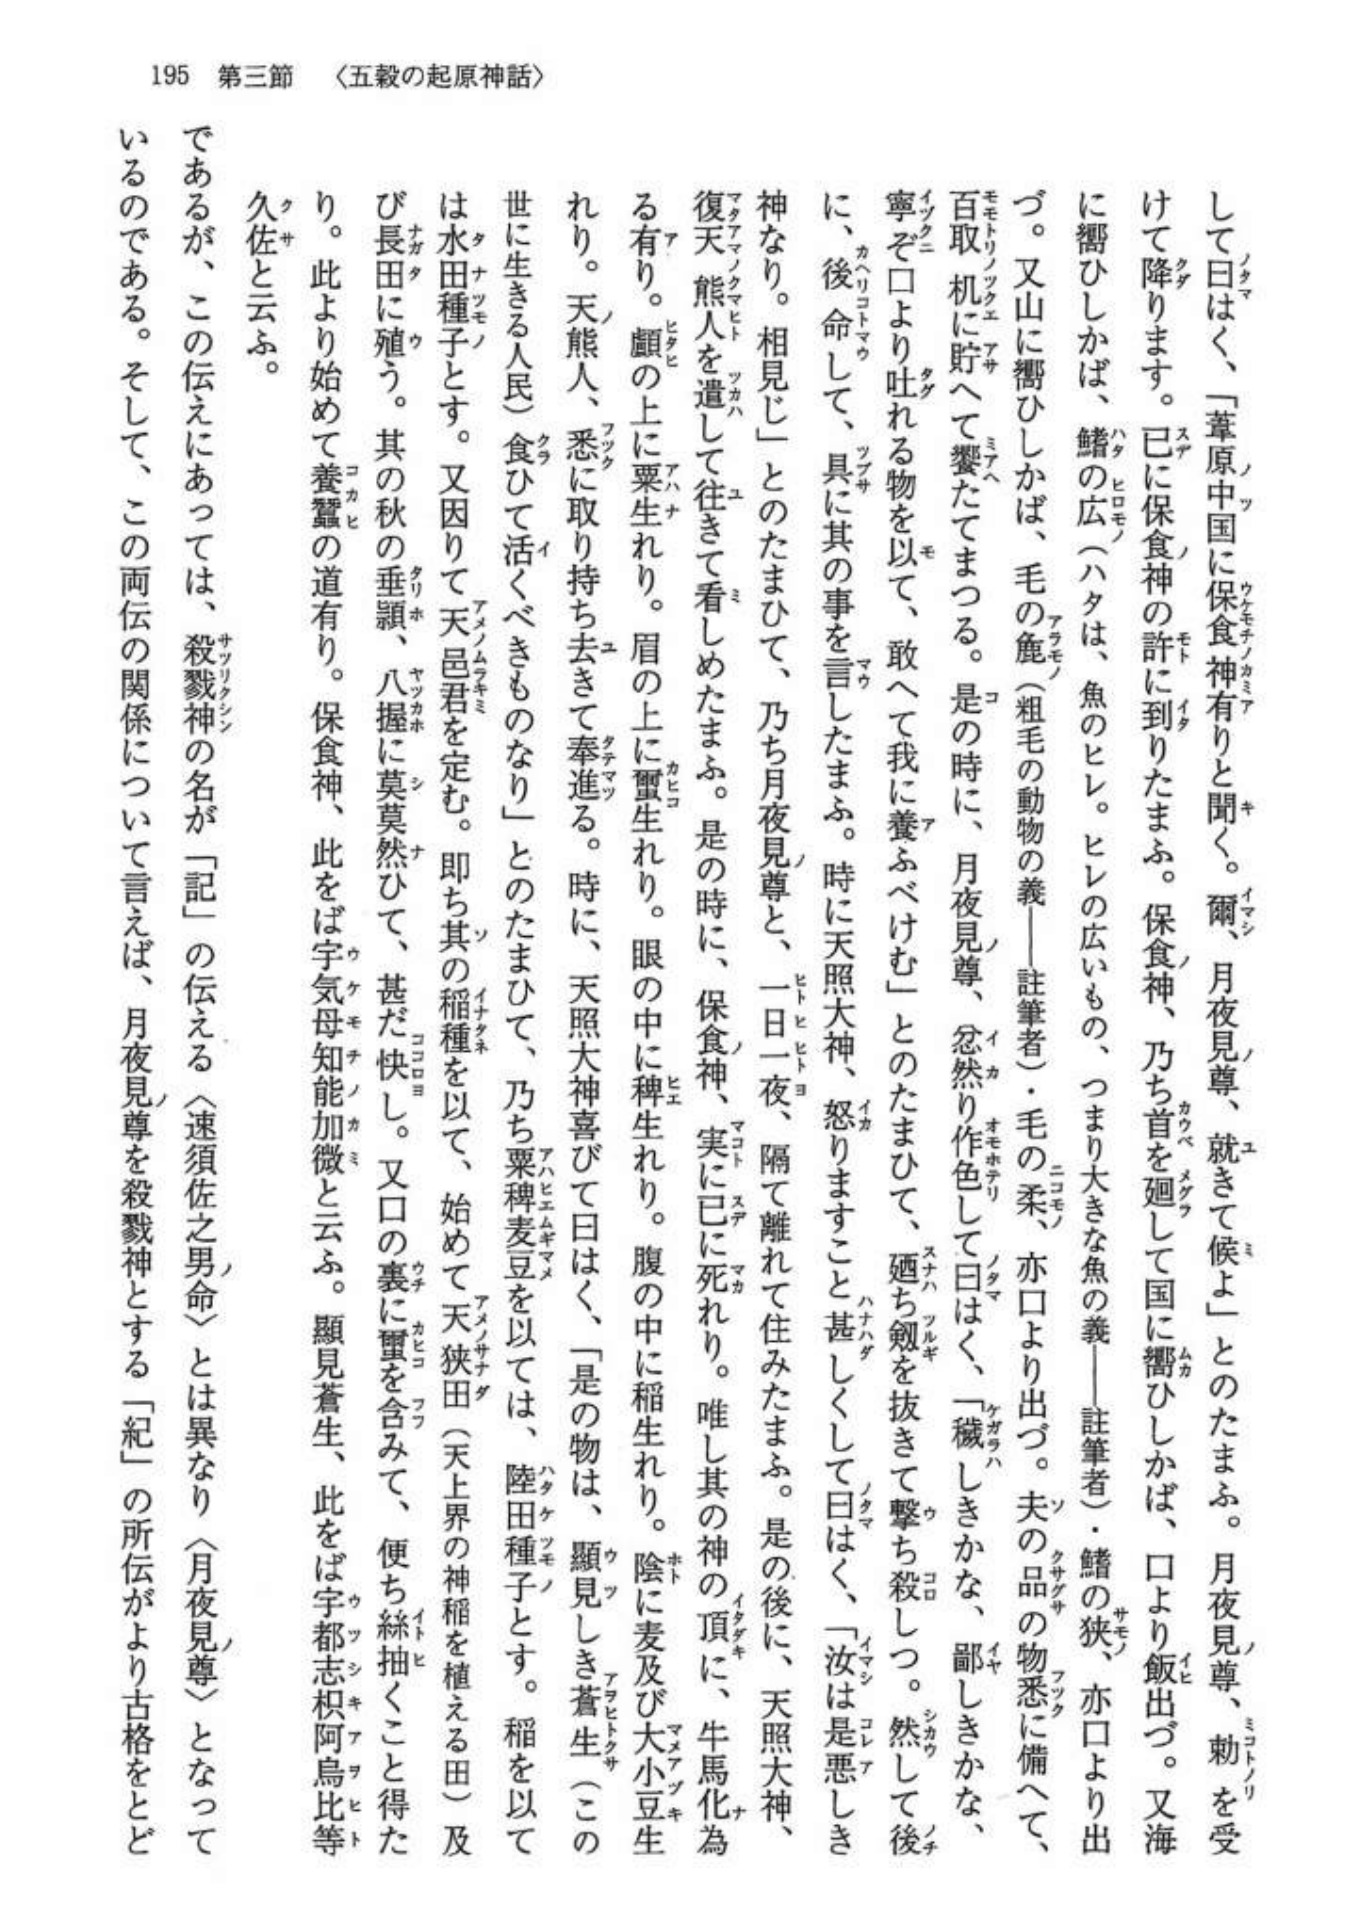 195　第三節　〈五穀の起原神話〉
して曰はく、「葦原中国に保食神有りと聞く。爾、月夜見尊、就きて候よ」とのたまふ。月夜見尊、勅を受
けて降ります。已に保食神の許に到りたまふ。保食神、乃ち首を廻して国に嚮ひしかば、口より飯出づ。又海
に嚮ひしかば、鰭の広（ハタは、魚のヒレ。ヒレの広いもの、つまり大きな魚の義――註筆者）・鰭の狭、亦口より出
づ。又山に嚮ひしかば、毛の麁（粗毛の動物の義――註筆者）・毛の柔、亦口より出づ。夫の品の物悉に備へて、
百取机に貯へて饗たてまつる。是の時に、月夜見尊、忿然り作色して曰はく、「穢しきかな、鄙しきかな、
寧ぞ口より吐れる物を以て、敢へて我に養ふべけむ」とのたまひて、廼ち剱を抜きて撃ち殺しつ。然して後
に、後命して、具に其の事を言したまふ。時に天照大神、怒りますこと甚しくして曰はく、「汝は是悪しき
神なり。相見じ」とのたまひて、乃ち月夜見尊と、一日一夜、隔て離れて住みたまふ。是の後に、天照大神、
復天熊人を遣して往きて看しめたまふ。是の時に、保食神、実に已に死れり。唯し其の神の頂に、牛馬化為
る有り。顱の上に粟生れり。眉の上に蚕生れり。眼の中に稗生れり。腹の中に稲生れり。陰に麦及び大小豆生
れり。天熊人、悉に取り持ち去きて奉進る。時に、天照大神喜びて曰はく、「是の物は、顕見しき蒼生（この
世に生きる人民）食ひて活くべきものなり」とのたまひて、乃ち粟稗麦豆を以ては、陸田種子とす。稲を以て
は水田種子とす。又因りて天邑君を定む。即ち其の稲種を以て、始めて天狭田（天上界の神稲を植える田）及
び長田に殖う。其の秋の垂穎、八握に莫莫然ひて、甚だ快し。又口の裏に蚕を含みて、便ち絲抽くこと得た
り。此より始めて養蠶の道有り。保食神、此をば宇気母知能加微と云ふ。顕見蒼生、此をば宇都志枳阿烏比等
久佐と云ふ。
であるが、この伝えにあっては、殺戮神の名が「記」の伝える〈速須佐之男命〉とは異なり〈月夜見尊〉となって
いるのである。そして、この両伝の関係について言えば、月夜見尊を殺戮神とする「紀」の所伝がより古格をとど